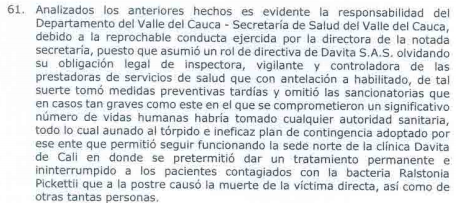 61. Analizados los anteriores hechos es evidente la responsabilidad del
Departamento del Valle del Cauca - Secretaría de Salud del Valle del Cauca,
debido a la reprochable conducta ejercida por la directora de la notada
secretaría, puesto que asumió un rol de directiva de Davita S.A.S. olvidando
su obligación legal de inspectora, vigilante y controladora de las
prestadoras de servicios de salud que con antelación a habilitado, de tal
suerte tomó medidas preventivas tardías y omitió las sancionatorias que
en casos tan graves como este en el que se comprometieron un significativo
número de vidas humanas habría tomado cualquier autoridad sanitaria,
todo lo cual aunado al tórpido e ineficaz plan de contingencia adoptado por
ese ente que permitió seguir funcionando la sede norte de la clínica Davita
de Cali en donde se pretermitió dar un tratamiento permanente e
ininterrumpido a los pacientes contagiados con la bacteria Ralstonia
Pickettii que a la postre causó la muerte de la víctima directa, así como de
otras tantas personas.